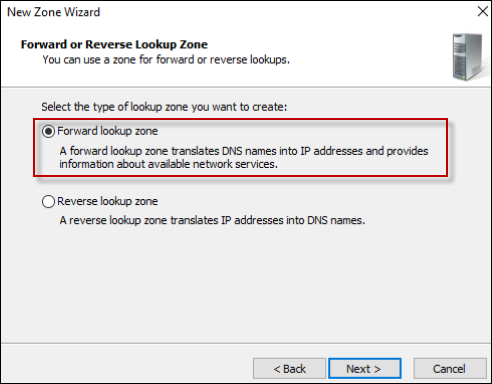 New Zone Wizard
Forward or Reverse Lookup Zone
You can use a zone for forward or reverse lookups.
Select the type of lookup zone you want to create:
Forward lookup zone
A forward lookup zone translates DNS names into IP addresses and provides
information about available network services.
Reverse lookup zone
A reverse lookup zone translates IP addresses into DNS names.
< Back Next > Cancel